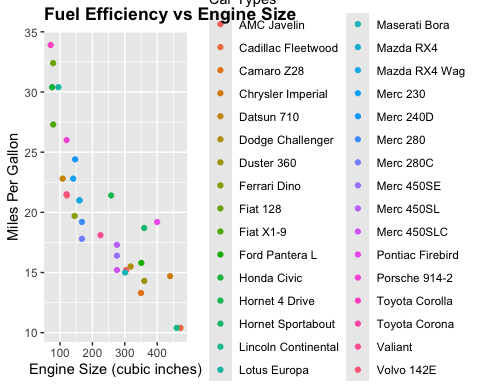 Car Types
Fuel Efficiency vs Engine Size
35
30
25
20
15
10
Miles Per Gallon
100 200 300 400
Engine Size (cubic inches)
AMC Javelin
Cadillac Fleetwood
Camaro Z28
Chrysler Imperial
Datsun 710
Dodge Challenger
Duster 360
Ferrari Dino
Fiat 128
Fiat X1-9
Ford Pantera L
Honda Civic
Hornet 4 Drive
Hornet Sportabout
Lincoln Continental
Lotus Europa
Maserati Bora
Mazda RX4
Mazda RX4 Wag
Merc 230
Merc 240D
Merc 280
Merc 280C
Merc 450SE
Merc 450SL
Merc 450SLC
Pontiac Firebird
Porsche 914-2
Toyota Corolla
Toyota Corona
Valiant
Volvo 142E